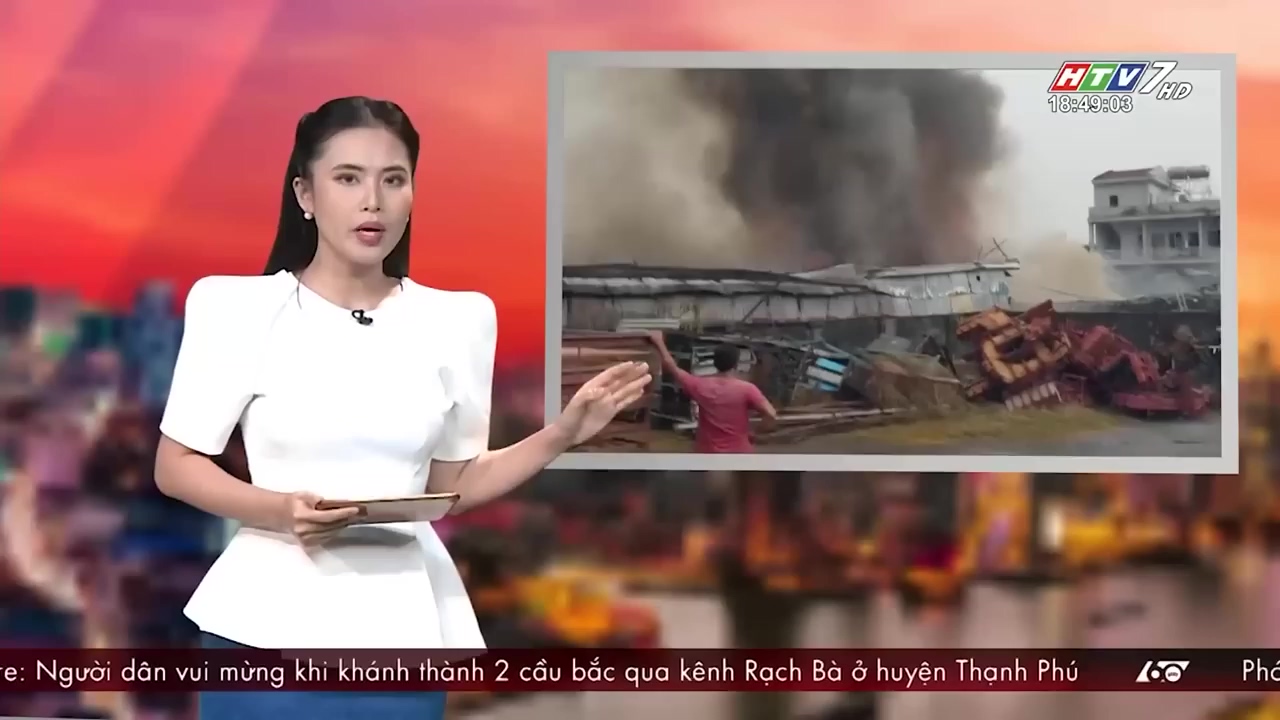 HTV7 HD
18:49:03
re: Người dân vui mừng khi khánh thành 2 cầu bắc qua kênh Rạch Bà ở huyện Thạnh Phú 60 Phó